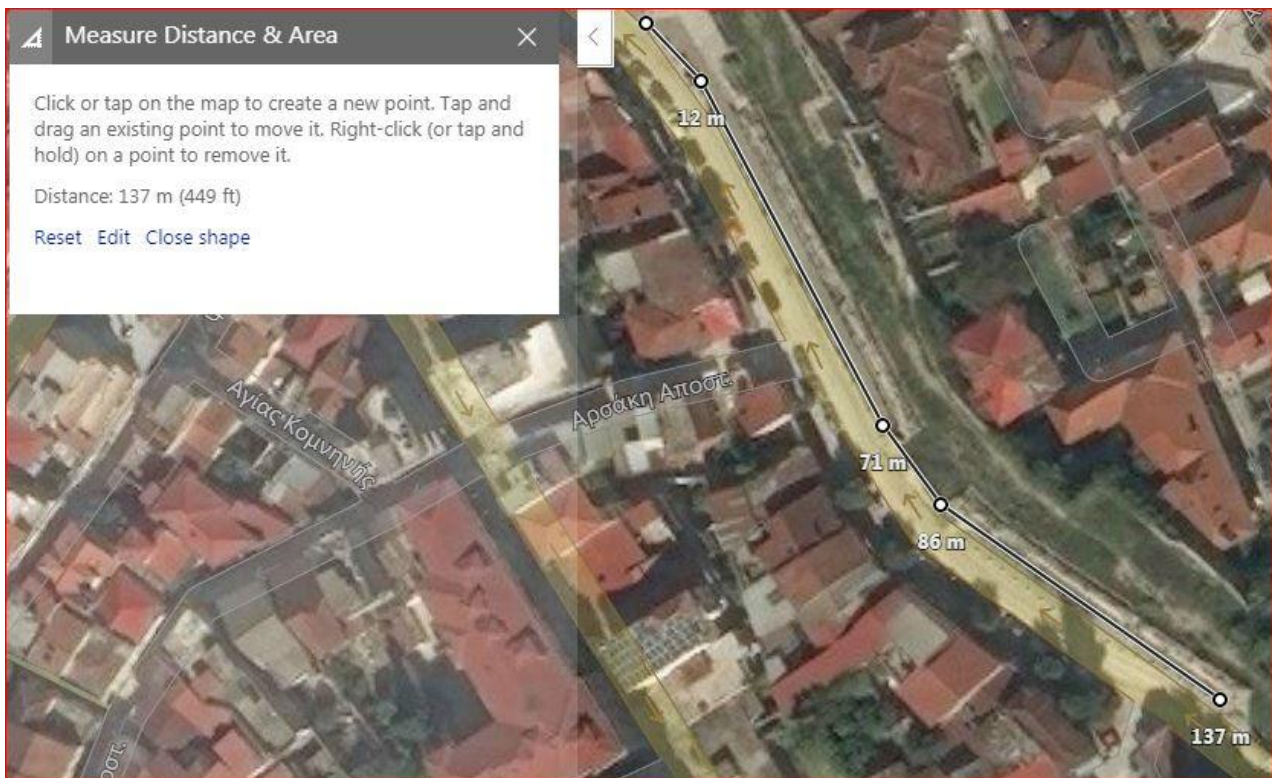 Measure Distance & Area
Click or tap on the map to create a new point. Tap and
drag an existing point to move it. Right-click (or tap and
hold) on a point to remove it.
Distance: 137 m (449 ft)
Reset Edit Close shape
12 m
Αρσάκη Αποστ.
Αγίας Κομνηνής
71 m
86 m
137 m